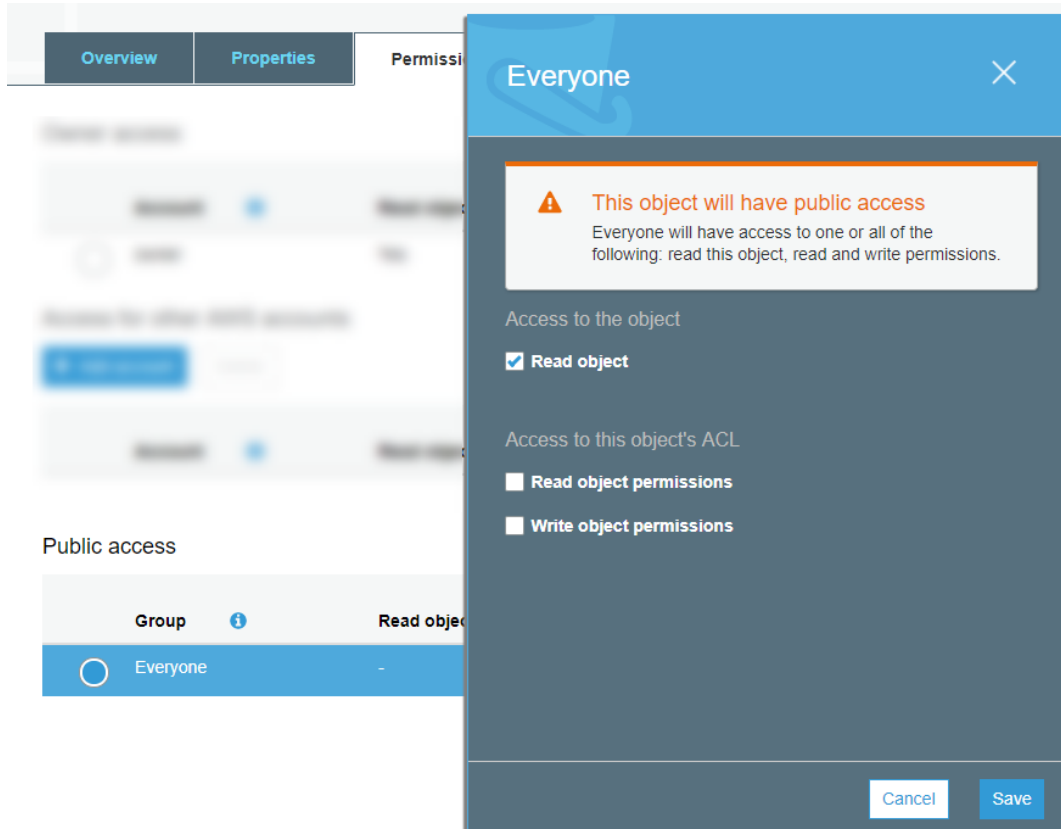 Overview
Properties
Permissi
Public access
Group
Read objec
Everyone
-
Everyone
This object will have public access
Everyone will have access to one or all of the
following: read this object, read and write permissions.
Access to the object
Read object
Access to this object's ACL
Read object permissions
Write object permissions
Cancel
Save